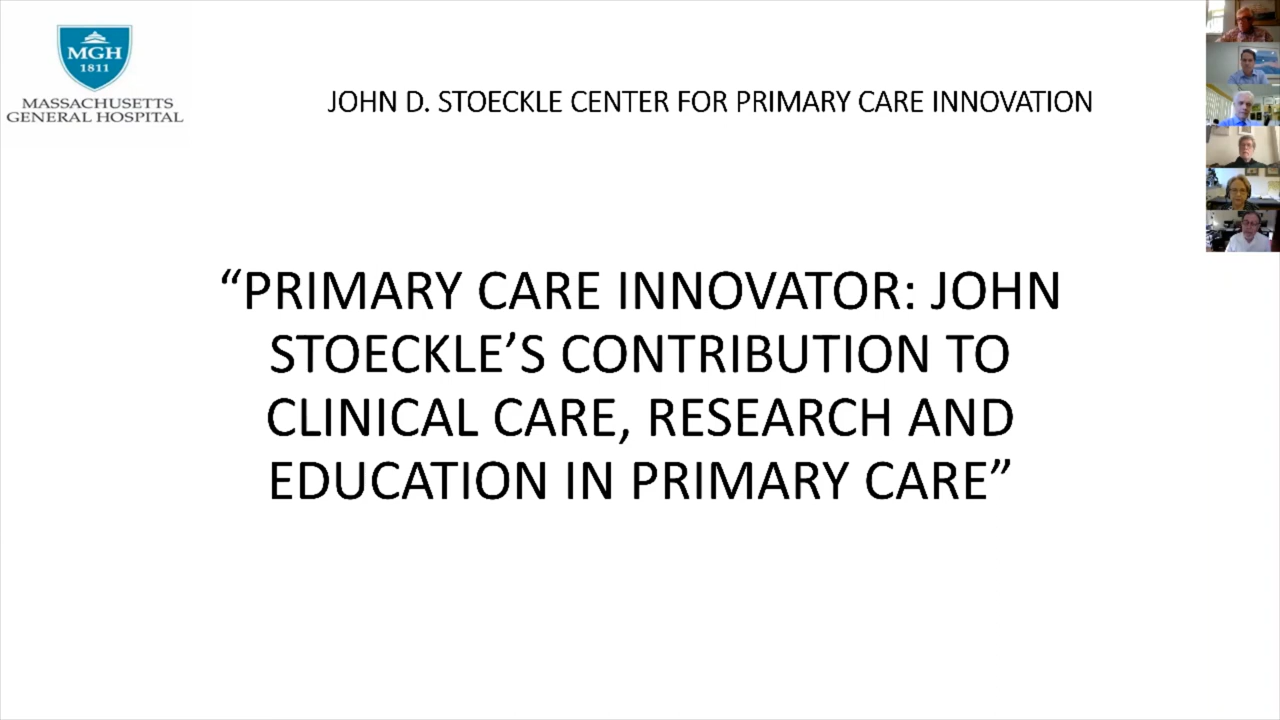 MGH
1811
MASSACHUSETTS
GENERAL HOSPITAL
JOHN D. STOECKLE CENTER FOR PRIMARY CARE INNOVATION
“PRIMARY CARE INNOVATOR: JOHN
STOECKLE’S CONTRIBUTION TO
CLINICAL CARE, RESEARCH AND
EDUCATION IN PRIMARY CARE”